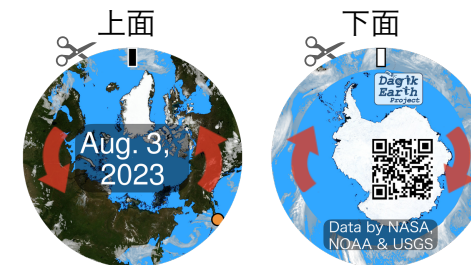 上面
下面
Aug. 3,
2023
Dagik
Earth
Project
Data by NASA,
NOAA & USGS